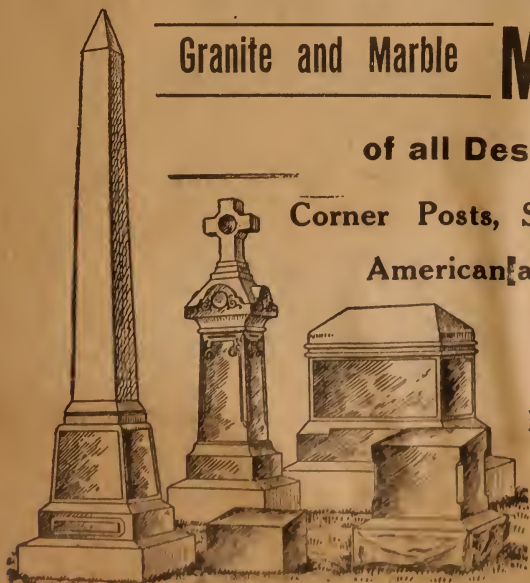 Granite and Marble M
of all Des
Corner Posts, S
American a